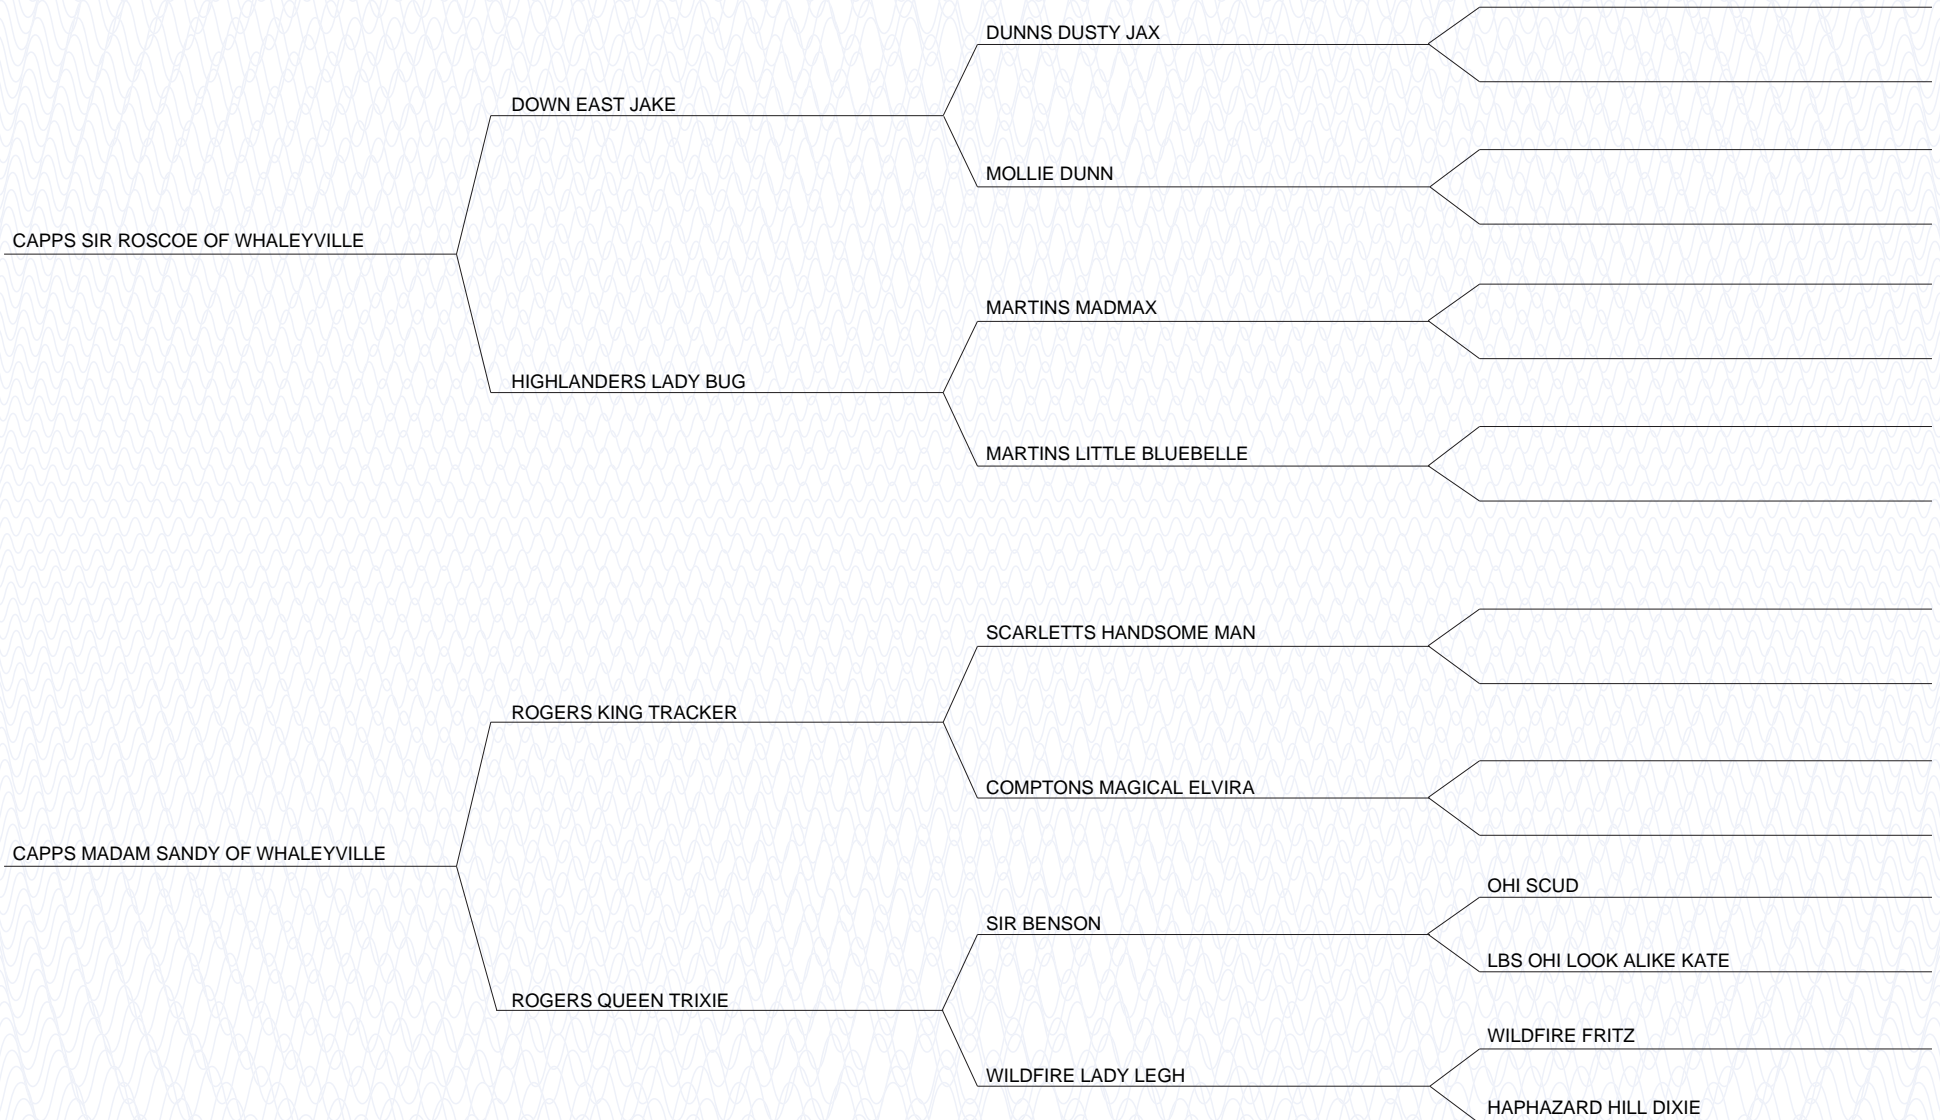 DUNNS DUSTY JAX
DOWN EAST JAKE
MOLLIE DUNN
CAPPS SIR ROSCOE OF WHALEYVILLE
MARTINS MADMAX
HIGHLANDERS LADY BUG
MARTINS LITTLE BLUEBELLE
SCARLETTS HANDSOME MAN
ROGERS KING TRACKER
COMPTONS MAGICAL ELVIRA
CAPPS MADAM SANDY OF WHALEYVILLE
OHI SCUD
SIR BENSON
LBS OHI LOOK ALIKE KATE
ROGERS QUEEN TRIXIE
WILDFIRE FRITZ
WILDFIRE LADY LEGH
HAPHAZARD HILL DIXIE